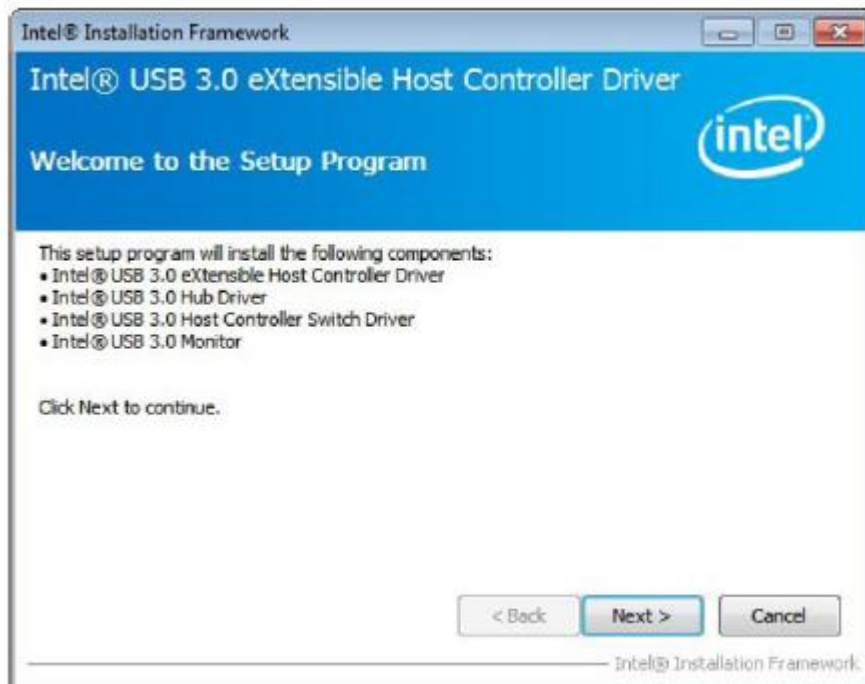 Intel® Installation Framework
Intel® USB 3.0 eXtensible Host Controller Driver
intel
Welcome to the Setup Program
This setup program will install the following components:
• Intel® USB 3.0 eXtensible Host Controller Driver
• Intel® USB 3.0 Hub Driver
• Intel® USB 3.0 Host Controller Switch Driver
• Intel® USB 3.0 Monitor
Click Next to continue.
< Back Next > Cancel
Intel® Installation Framework